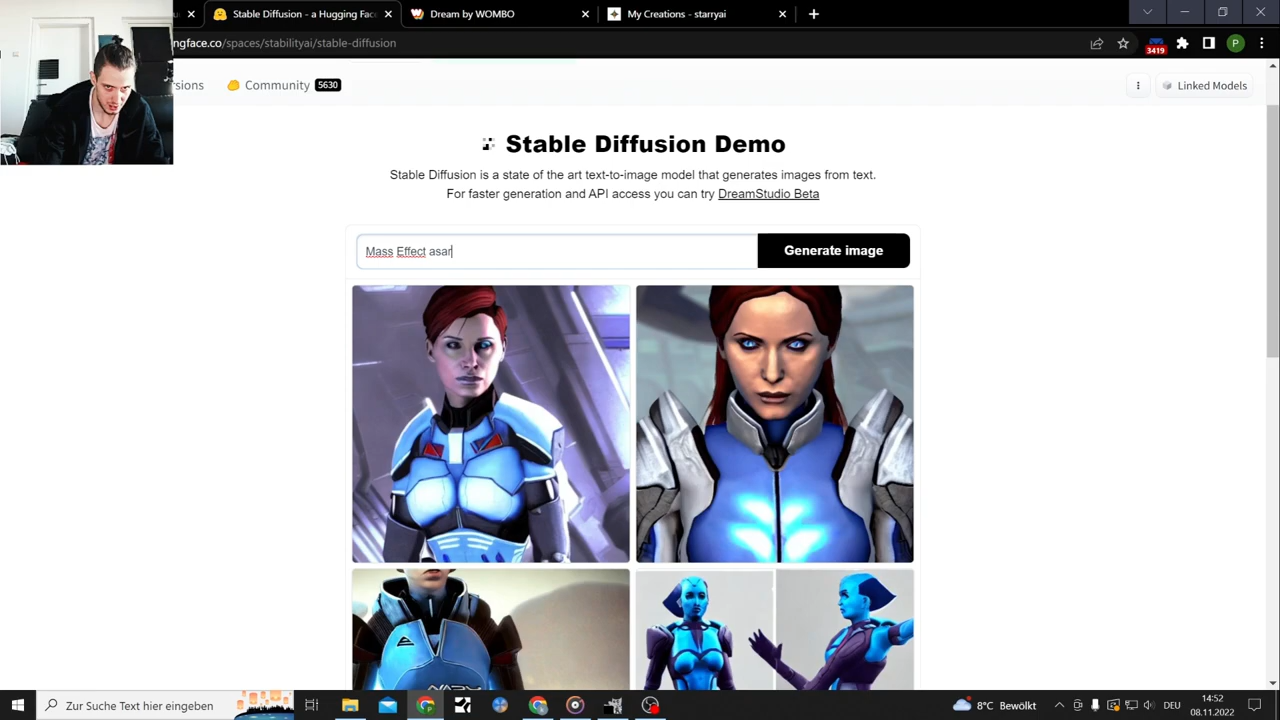 Stable Diffusion - a Hugging Face
Dream by WOMBO
My Creations - starryai
ngface.co/spaces/stabilityai/stable-diffusion
3419
P
rsions
Community 5630
Linked Models
Stable Diffusion Demo
Stable Diffusion is a state of the art text-to-image model that generates images from text.
For faster generation and API access you can try DreamStudio Beta
Mass Effect asar
Generate image
Zur Suche Text hier eingeben
8°C Bewölkt
DEU
14:52
08.11.2022